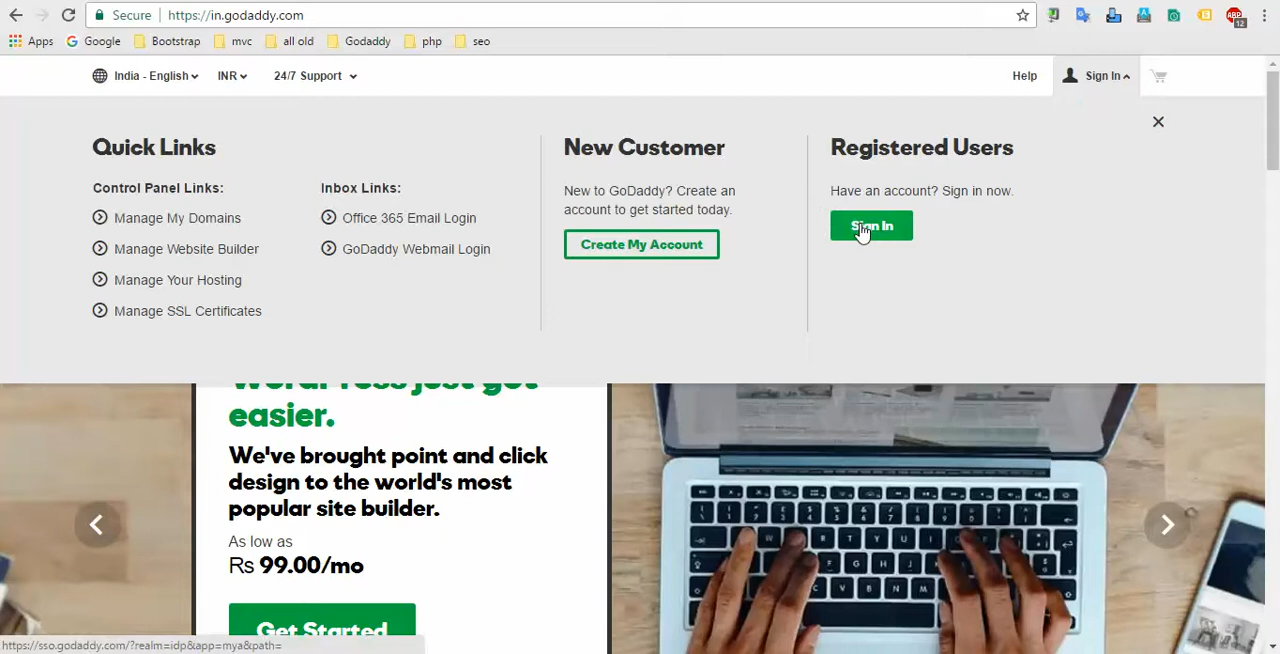 Secure https://in.godaddy.com
ABP
12
Apps Google Bootstrap mvc all old Godaddy php seo
India - English INR 24/7 Support Help Sign In
Quick Links
Control Panel Links:
Manage My Domains
Manage Website Builder
Manage Your Hosting
Manage SSL Certificates
Inbox Links:
Office 365 Email Login
GoDaddy Webmail Login
New Customer
New to GoDaddy? Create an
account to get started today.
Create My Account
Registered Users
Have an account? Sign in now.
Sign In
WordPress just got
easier.
We've brought point and click
design to the world's most
popular site builder.
As low as
Rs 99.00/mo
Get Started
https://sso.godaddy.com/?realm=idp&app=mya&path=